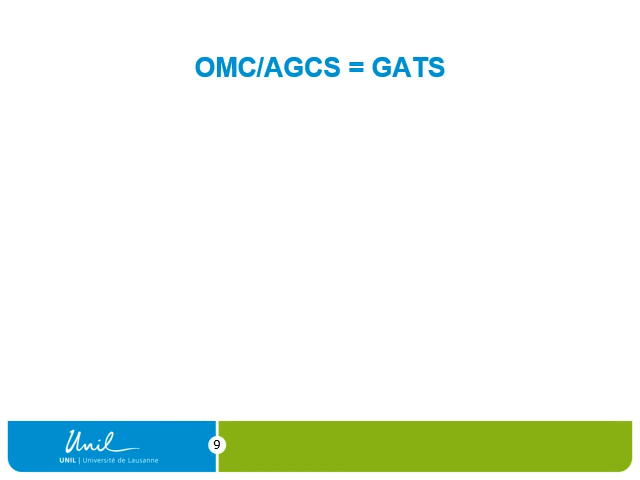 OMC/AGCS = GATS
Unil
UNIL | Université de Lausanne
9